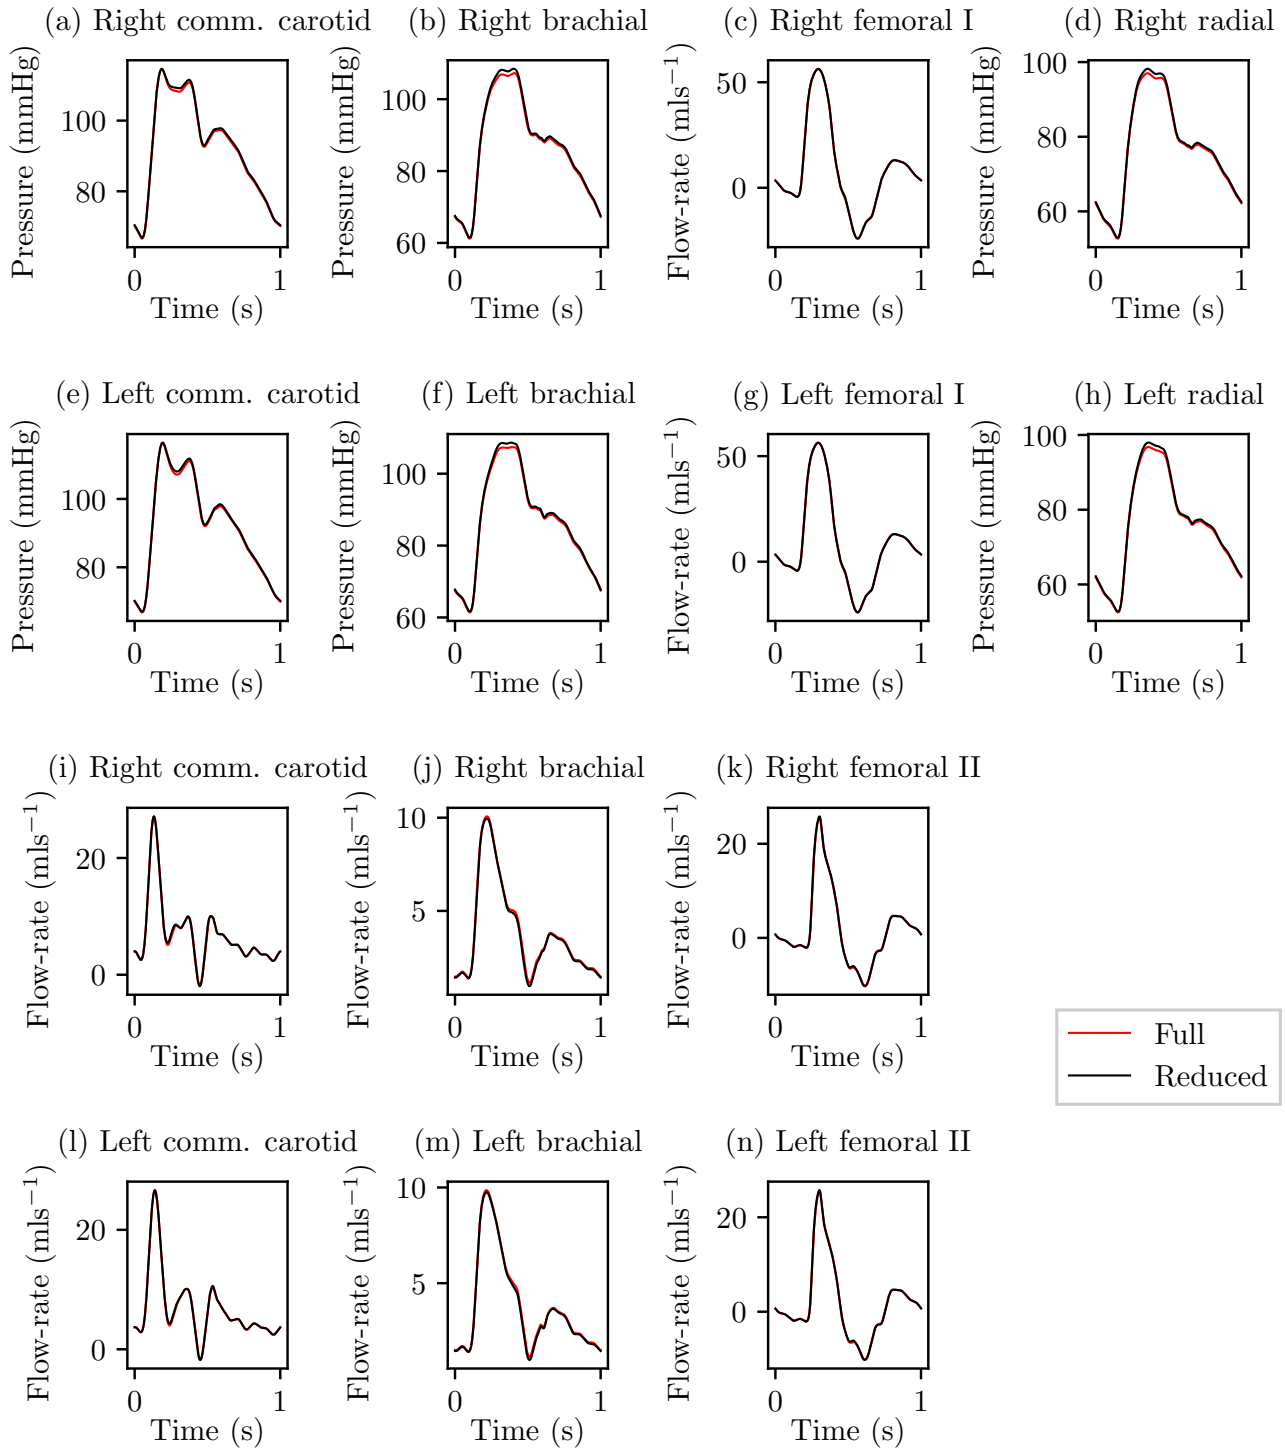 (a) Right comm. carotid
Pressure (mmHg)
100
80
0
1
Time (s)
(b) Right brachial
Pressure (mmHg)
100
80
60
0
1
Time (s)
(c) Right femoral I
Flow-rate (mls⁻¹)
50
0
0
1
Time (s)
(d) Right radial
Pressure (mmHg)
100
80
60
0
1
Time (s)
(e) Left comm. carotid
Pressure (mmHg)
100
80
0
1
Time (s)
(f) Left brachial
Pressure (mmHg)
100
80
60
0
1
Time (s)
(g) Left femoral I
Flow-rate (mls⁻¹)
50
0
0
1
Time (s)
(h) Left radial
Pressure (mmHg)
100
80
60
0
1
Time (s)
(i) Right comm. carotid
Flow-rate (mls⁻¹)
20
0
0
1
Time (s)
(j) Right brachial
Flow-rate (mls⁻¹)
10
5
0
1
Time (s)
(k) Right femoral II
Flow-rate (mls⁻¹)
20
0
0
1
Time (s)
Full
Reduced
(l) Left comm. carotid
Flow-rate (mls⁻¹)
20
0
0
1
Time (s)
(m) Left brachial
Flow-rate (mls⁻¹)
10
5
0
1
Time (s)
(n) Left femoral II
Flow-rate (mls⁻¹)
20
0
0
1
Time (s)